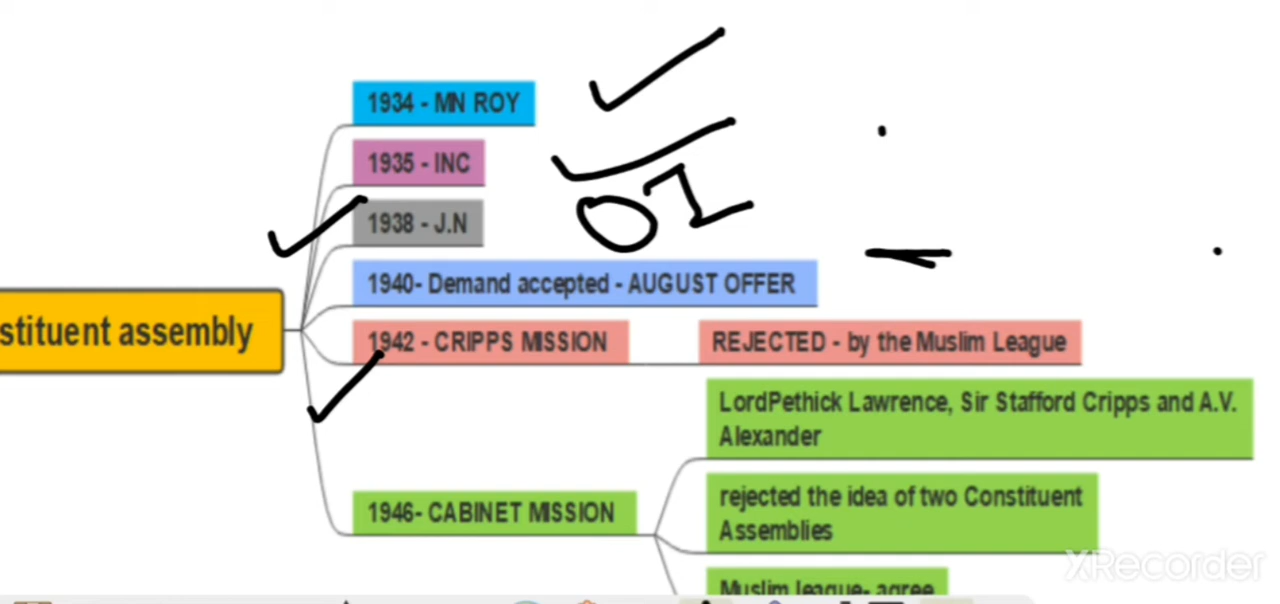 1934 - MN ROY
1935 - INC
1938 - J.N
1940- Demand accepted - AUGUST OFFER
stituent assembly
1942 - CRIPPS MISSION
REJECTED - by the Muslim League
LordPethick Lawrence, Sir Stafford Cripps and A.V.
Alexander
1946- CABINET MISSION
rejected the idea of two Constituent
Assemblies
Muslim league- agree
XRecorder